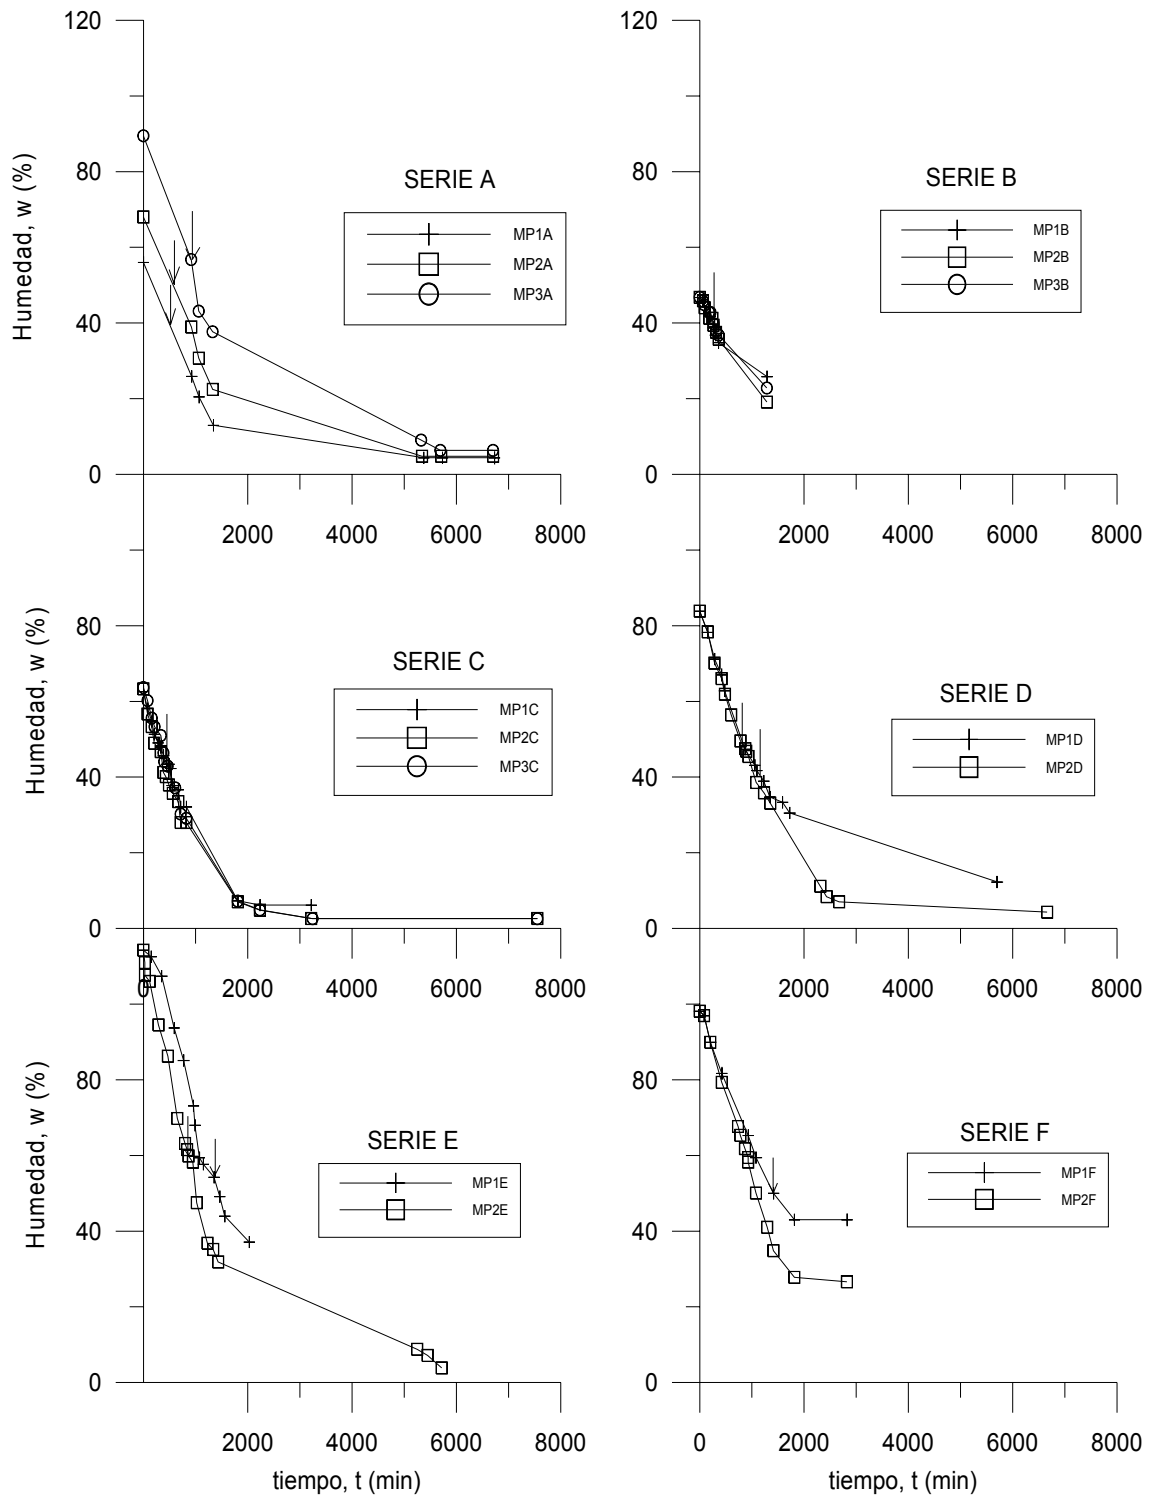 120
80
40
0
Humedad, w (%)
SERIE A
MP1A
MP2A
MP3A
2000
4000
6000
8000
120
80
40
0
SERIE B
MP1B
MP2B
MP3B
2000
4000
6000
8000
80
40
0
Humedad, w (%)
SERIE C
MP1C
MP2C
MP3C
0
2000
4000
6000
8000
80
40
0
SERIE D
MP1D
MP2D
2000
4000
6000
8000
80
40
0
Humedad, w (%)
SERIE E
MP1E
MP2E
2000
4000
6000
8000
tiempo, t (min)
80
40
0
SERIE F
MP1F
MP2F
0
2000
4000
6000
8000
tiempo, t (min)